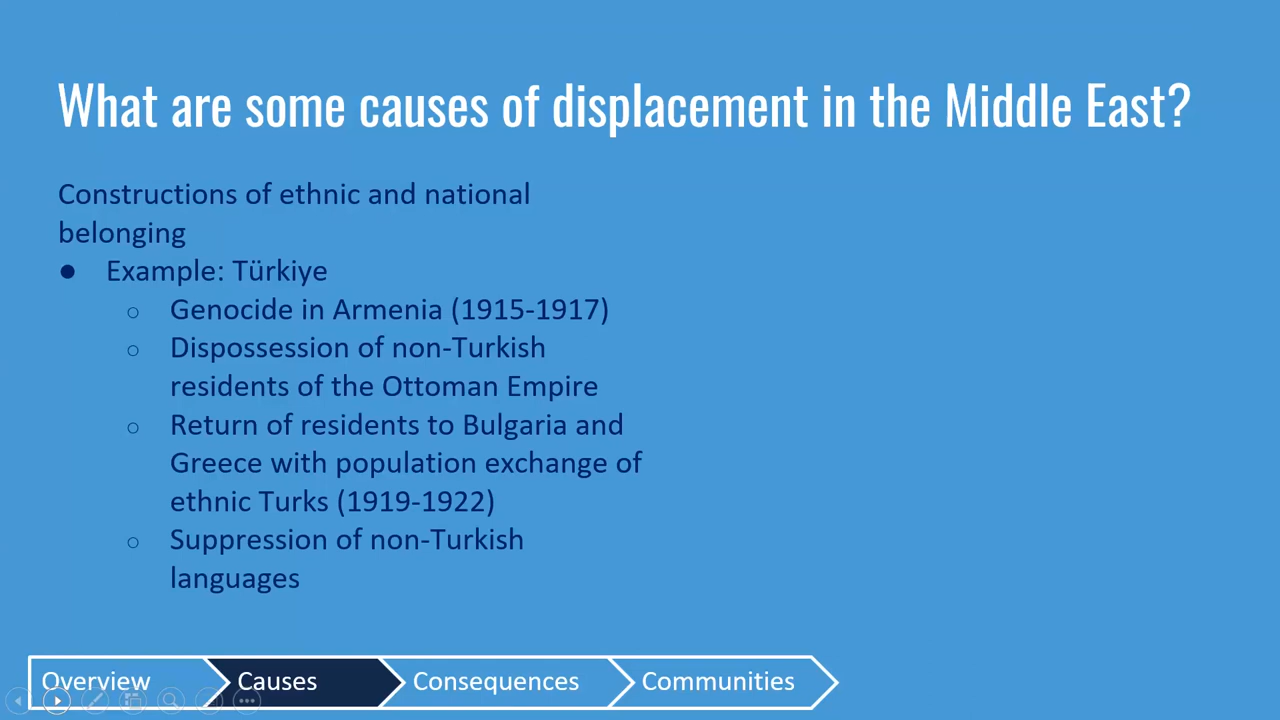 What are some causes of displacement in the Middle East?
Constructions of ethnic and national
belonging
● Example: Türkiye
○ Genocide in Armenia (1915-1917)
○ Dispossession of non-Turkish
residents of the Ottoman Empire
○ Return of residents to Bulgaria and
Greece with population exchange of
ethnic Turks (1919-1922)
○ Suppression of non-Turkish
languages
Overview
Causes
Consequences
Communities